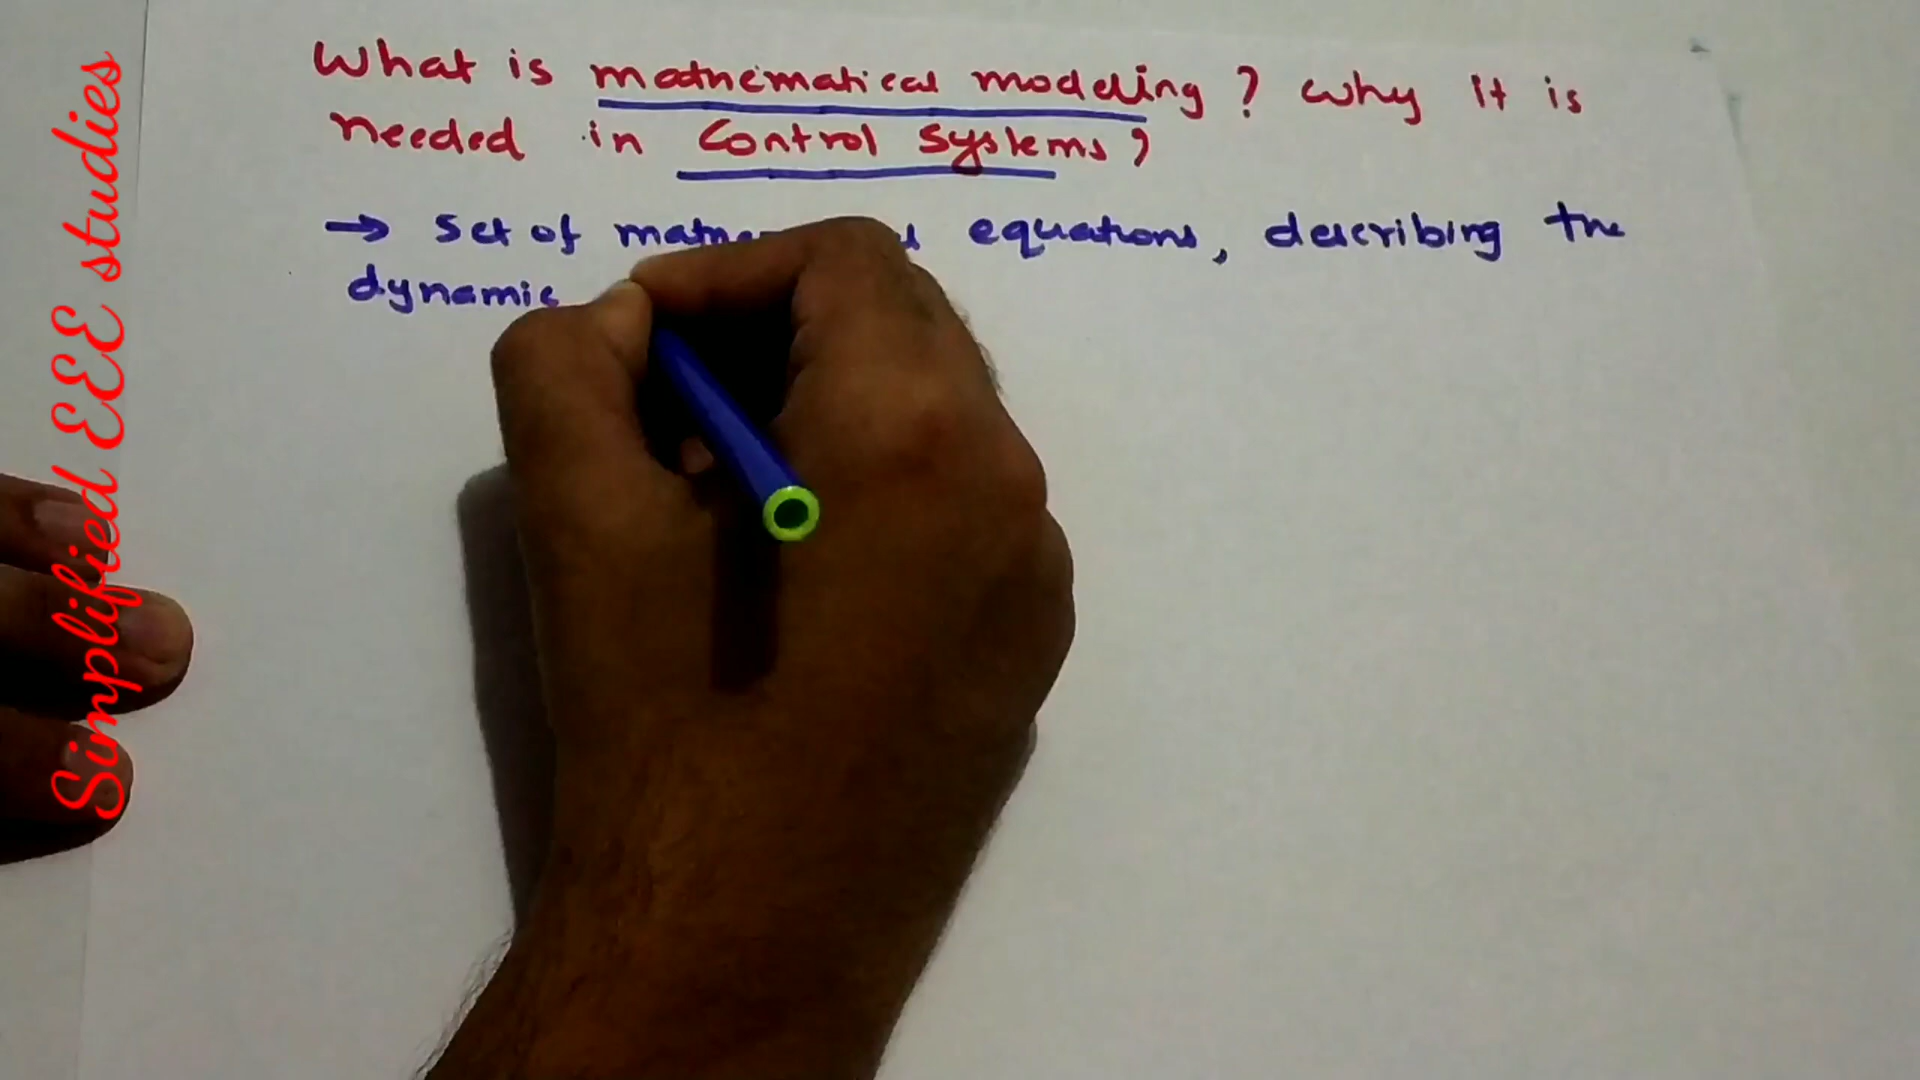 What is mathematical modeling ? why it is
needed in control systems ?
→ set of equations, describing the
dynamic
Simplified EEE studies